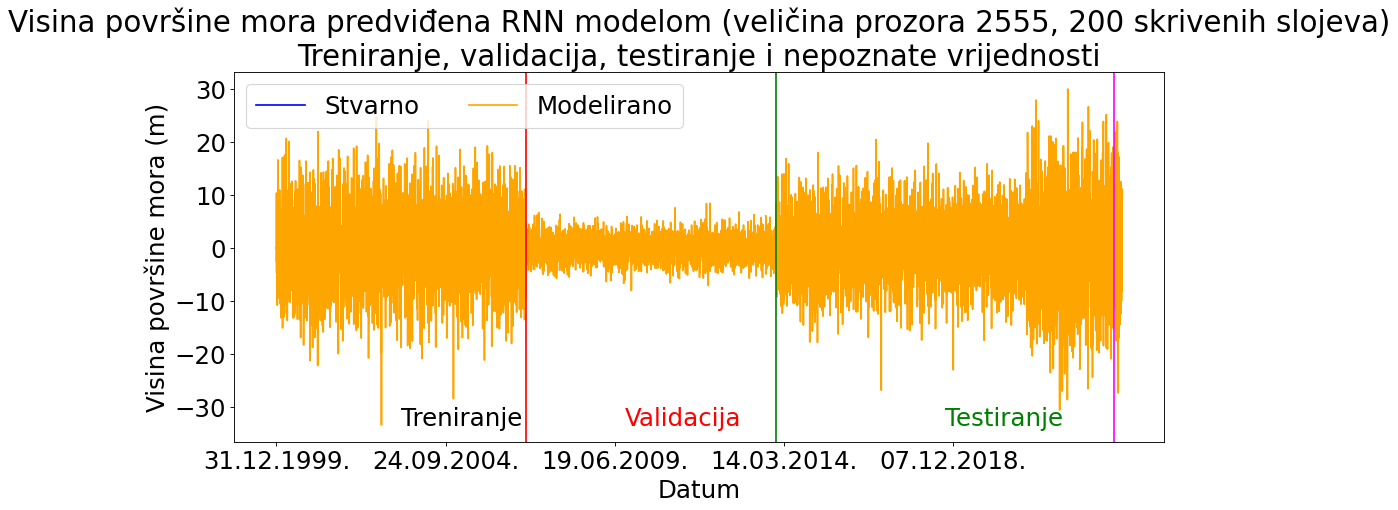 Visina površine mora predviđena RNN modelom (veličina prozora 2555, 200 skrivenih slojeva)
Treniranje, validacija, testiranje i nepoznate vrijednosti
Visina površine mora (m)
30
20
10
0
−10
−20
−30
Stvarno Modelirano
Treniranje Validacija Testiranje
31.12.1999. 24.09.2004. 19.06.2009. 14.03.2014. 07.12.2018.
Datum